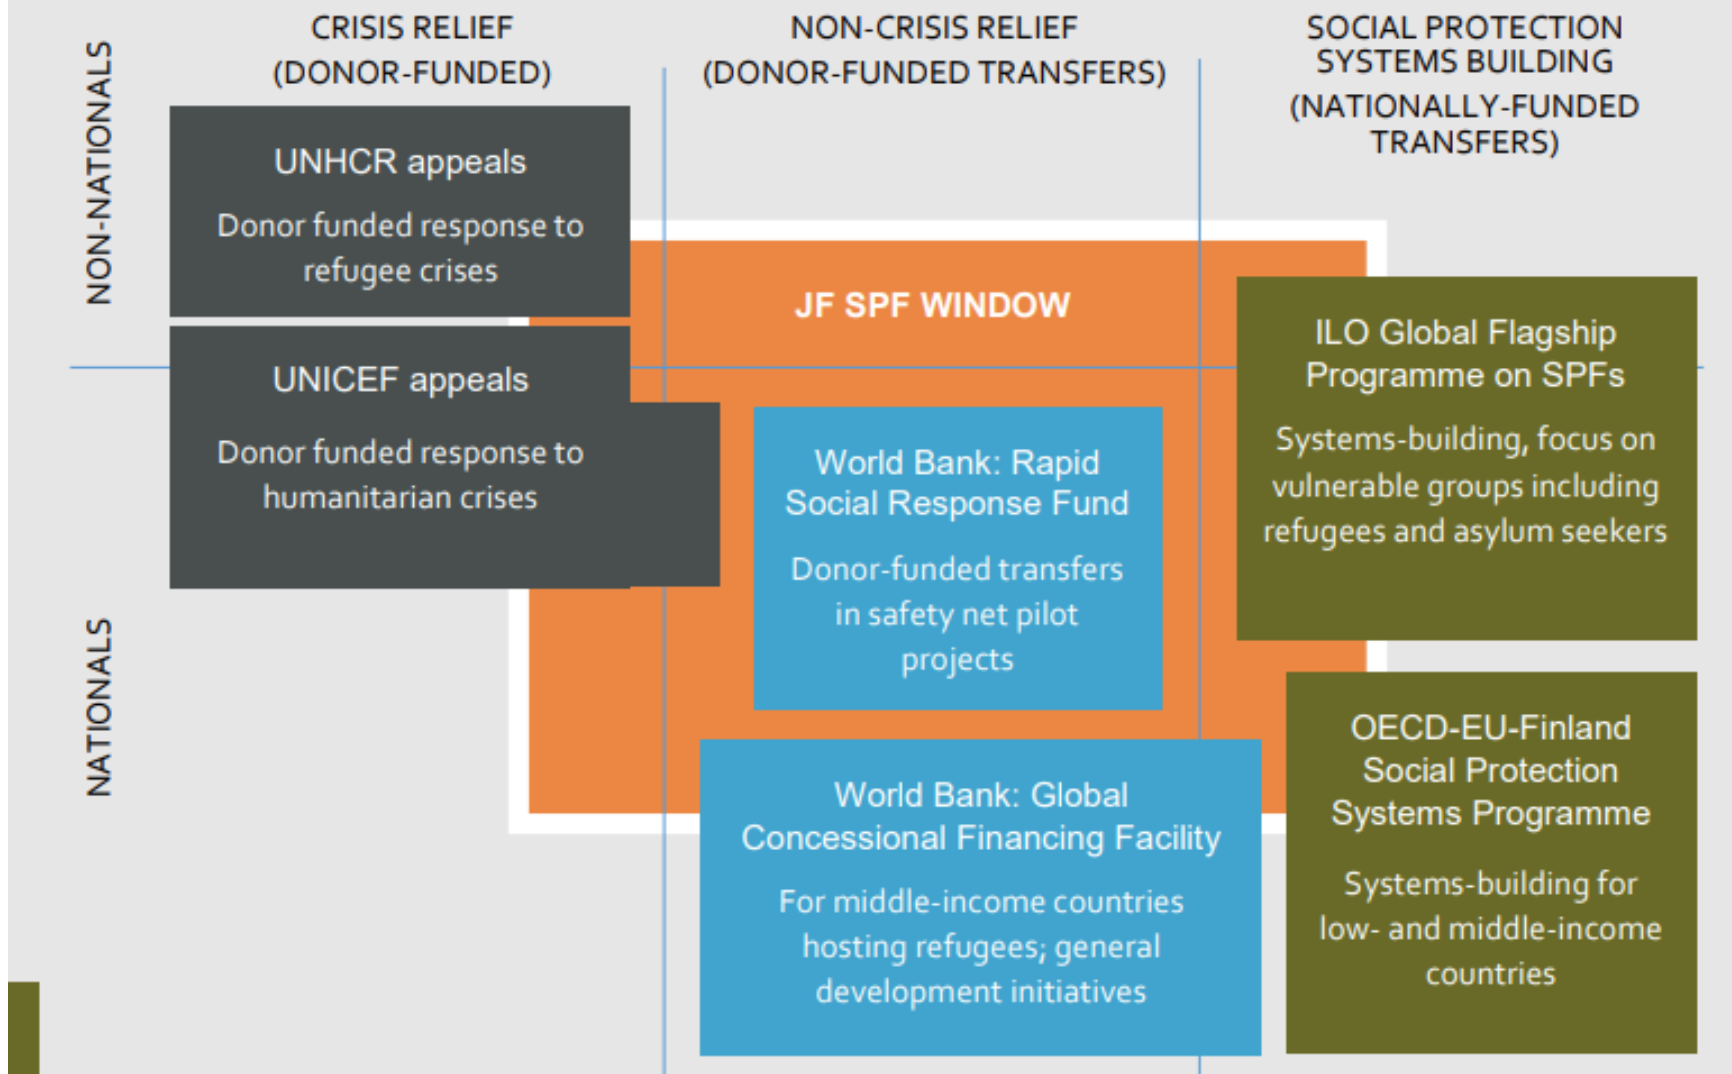 CRISIS RELIEF
(DONOR-FUNDED)
NON-CRISIS RELIEF
(DONOR-FUNDED TRANSFERS)
SOCIAL PROTECTION
SYSTEMS BUILDING
(NATIONALLY-FUNDED
TRANSFERS)
NON-NATIONALS
UNHCR appeals
Donor funded response to
refugee crises
JF SPF WINDOW
ILO Global Flagship
Programme on SPFs
Systems-building, focus on
vulnerable groups including
refugees and asylum seekers
NATIONALS
UNICEF appeals
Donor funded response to
humanitarian crises
World Bank: Rapid
Social Response Fund
Donor-funded transfers
in safety net pilot
projects
World Bank: Global
Concessional Financing Facility
For middle-income countries
hosting refugees; general
development initiatives
OECD-EU-Finland
Social Protection
Systems Programme
Systems-building for
low- and middle-income
countries